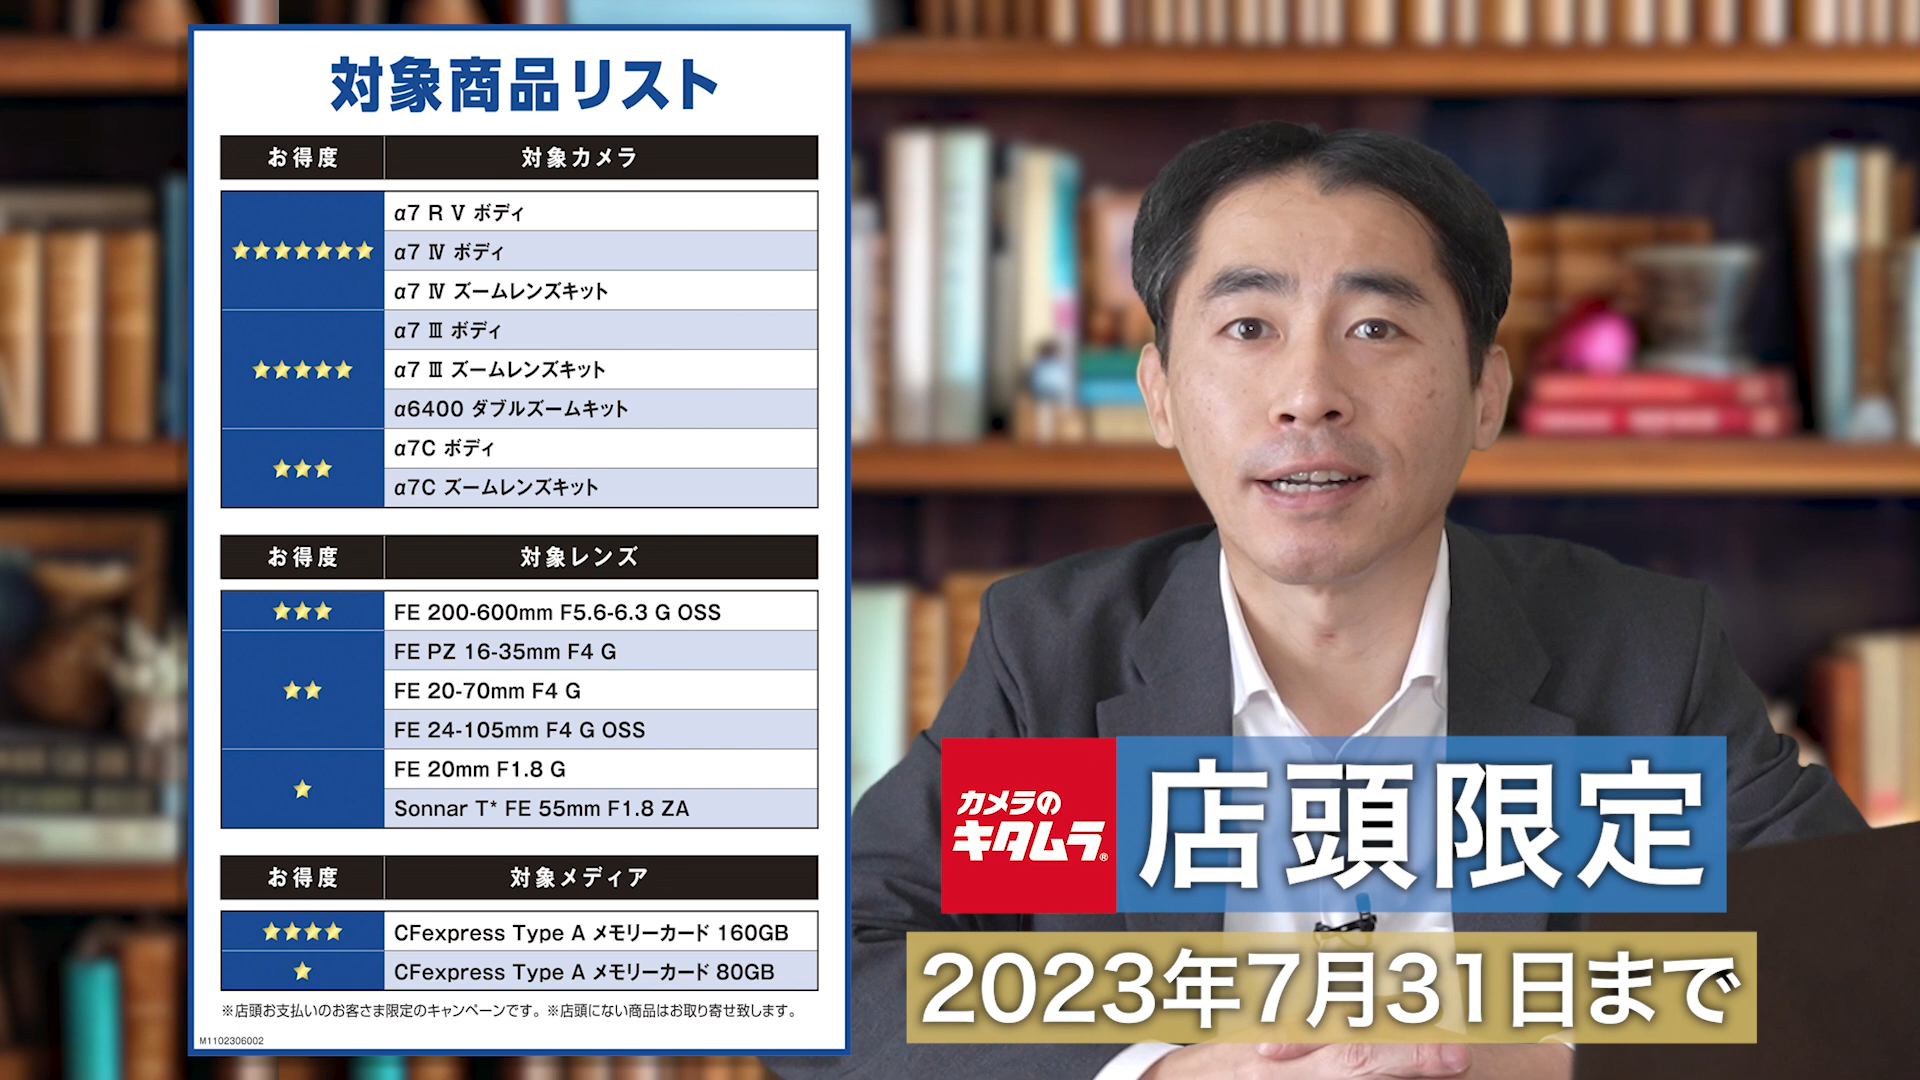 対象商品リスト
お得度 対象カメラ
★★★★★★★ α7 R V ボディ
α7 Ⅳ ボディ
α7 Ⅳ ズームレンズキット
★★★★★ α7 Ⅲ ボディ
α7 Ⅲ ズームレンズキット
α6400 ダブルズームキット
★★★ α7C ボディ
α7C ズームレンズキット
お得度 対象レンズ
★★★ FE 200-600mm F5.6-6.3 G OSS
★★ FE PZ 16-35mm F4 G
FE 20-70mm F4 G
FE 24-105mm F4 G OSS
★ FE 20mm F1.8 G
Sonnar T* FE 55mm F1.8 ZA
お得度 対象メディア
★★★★ CFexpress Type A メモリーカード 160GB
★ CFexpress Type A メモリーカード 80GB
※店頭お支払いのお客さま限定のキャンペーンです。※店頭にない商品はお取り寄せ致します。
M1102306002
カメラの
キタムラ®
店頭限定
2023年7月31日まで